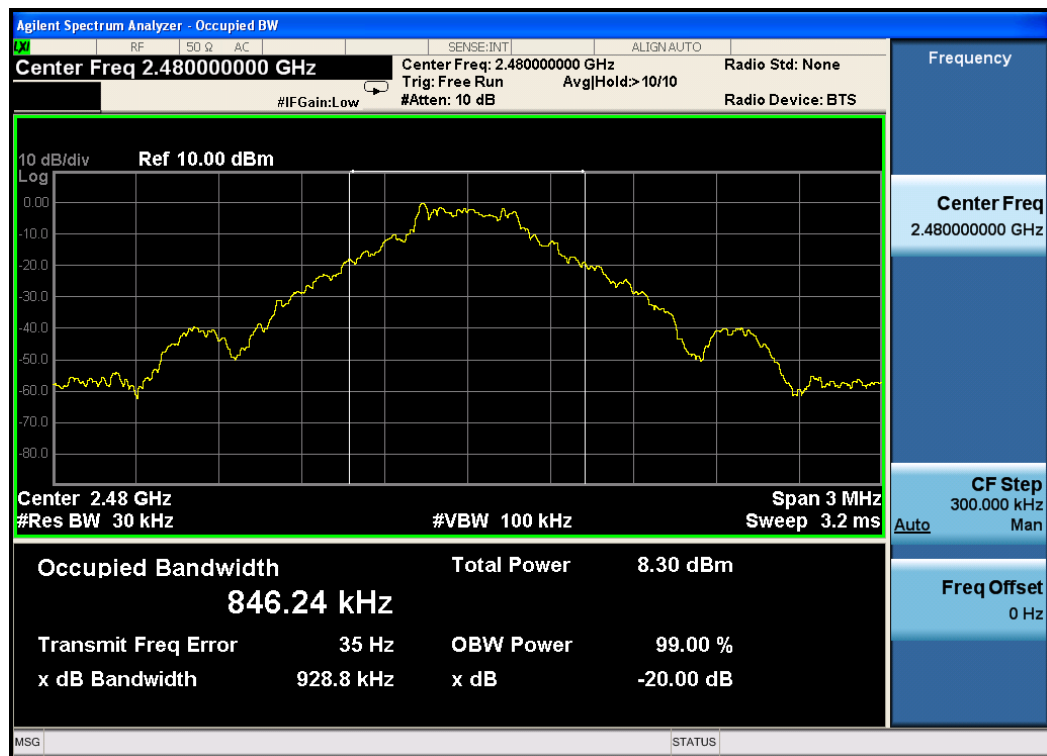 Agilent Spectrum Analyzer - Occupied BW
LXI RF 50 Ω AC SENSE:INT ALIGN AUTO
Center Freq 2.480000000 GHz
Center Freq: 2.480000000 GHz Radio Std: None
Trig: Free Run Avg|Hold:>10/10
#IFGain:Low #Atten: 10 dB Radio Device: BTS
10 dB/div Ref 10.00 dBm
Log
0.00
-10.0
-20.0
-30.0
-40.0
-50.0
-60.0
-70.0
-80.0
Center 2.48 GHz Span 3 MHz
#Res BW 30 kHz #VBW 100 kHz Sweep 3.2 ms
Occupied Bandwidth Total Power 8.30 dBm
846.24 kHz
Transmit Freq Error 35 Hz OBW Power 99.00 %
x dB Bandwidth 928.8 kHz x dB -20.00 dB
MSG STATUS
Frequency
Center Freq
2.480000000 GHz
CF Step
300.000 kHz
Auto Man
Freq Offset
0 Hz